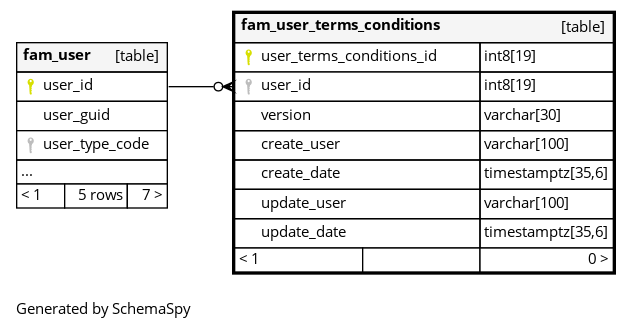 fam_user [table]
user_id
user_guid
user_type_code
...
< 1 5 rows 7 >
fam_user_terms_conditions [table]
user_terms_conditions_id int8[19]
user_id int8[19]
version varchar[30]
create_user varchar[100]
create_date timestamptz[35,6]
update_user varchar[100]
update_date timestamptz[35,6]
< 1 0 >
Generated by SchemaSpy